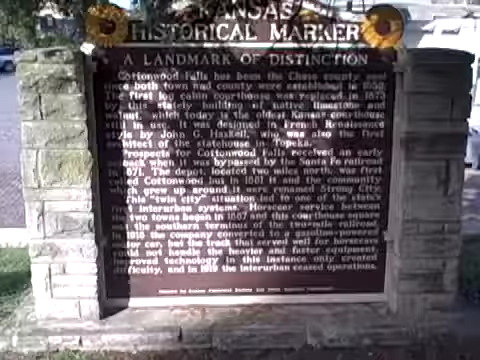 KANSAS
HISTORICAL MARKER
A LANDMARK OF DISTINCTION
Cottonwood Falls has been the Chase county seat
since both town and county were established in 1859.
The first log cabin courthouse was replaced in 1873
by this stately building of native limestone and
walnut, which today is the oldest Kansas courthouse
still in use. It was designed in French Renaissance
style by John G. Haskell, who was also the first
architect of the statehouse in Topeka.
Prospects for Cottonwood Falls received an early
back when it was bypassed by the Santa Fe railroad
in 1871. The depot, located two miles north, was first
called Cottonwood but in 1881 it and the community
which grew up around it were renamed Strong City.
This "twin city" situation led to one of the state's
first interurban systems. Horsecar service between
the two towns began in 1887 and this courthouse square
was the southern terminus of the two-mile railroad.
In 1918 the company converted to a gasoline-powered
motor car, but the track that served well for horsecars
could not handle the heavier and faster equipment.
Improved technology in this instance only created
difficulty, and in 1919 the interurban ceased operations.